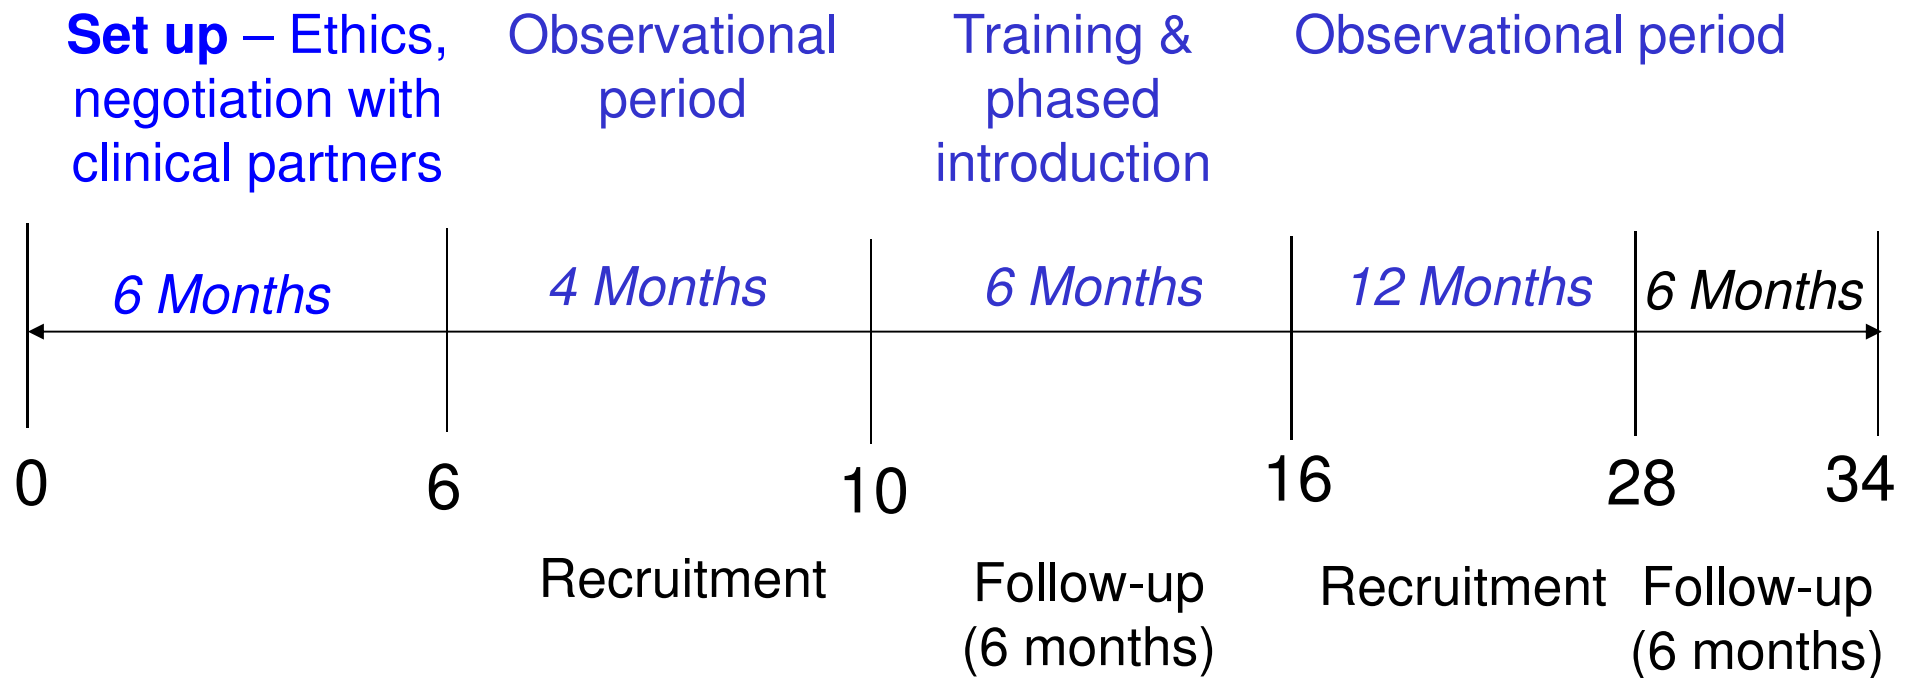 Set up – Ethics,
negotiation with
clinical partners
Observational
period
Training &
phased
introduction
Observational period
6 Months
4 Months
6 Months
12 Months
6 Months
0
6
10
16
28
34
Recruitment
Follow-up
(6 months)
Recruitment
Follow-up
(6 months)